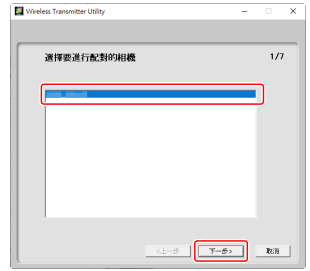 Wireless Transmitter Utility
選擇要進行配對的相機
1/7
<上一步
下一步>
取消